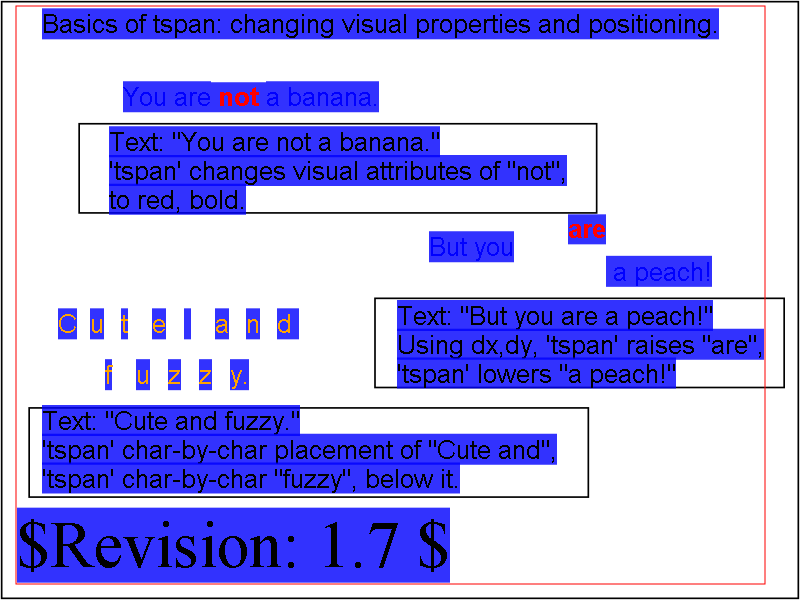 Basics of tspan: changing visual properties and positioning.
You are not a banana.
Text: "You are not a banana."
'tspan' changes visual attributes of "not",
to red, bold.
But you are a peach!
Text: "But you are a peach!"
Using dx,dy, 'tspan' raises "are",
'tspan' lowers "a peach!"
Cute and
fuzzy.
Text: "Cute and fuzzy."
'tspan' char-by-char placement of "Cute and",
'tspan' char-by-char "fuzzy", below it.
$Revision: 1.7 $